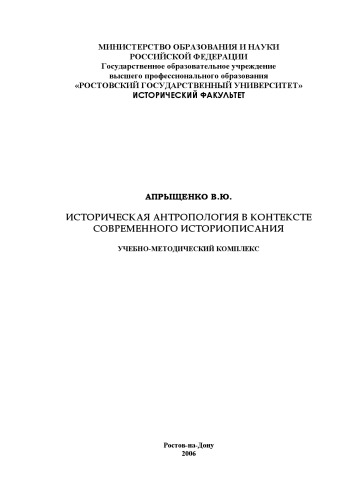 МИНИСТЕРСТВО ОБРАЗОВАНИЯ И НАУКИ
РОССИЙСКОЙ ФЕДЕРАЦИИ
Государственное образовательное учреждение
высшего профессионального образования
«РОСТОВСКИЙ ГОСУДАРСТВЕННЫЙ УНИВЕРСИТЕТ»
ИСТОРИЧЕСКИЙ ФАКУЛЬТЕТ
АПРЫЩЕНКО В.Ю.
ИСТОРИЧЕСКАЯ АНТРОПОЛОГИЯ В КОНТЕКСТЕ
СОВРЕМЕННОГО ИСТОРИОПИСАНИЯ
УЧЕБНО-МЕТОДИЧЕСКИЙ КОМПЛЕКС
Ростов-на-Дону
2006